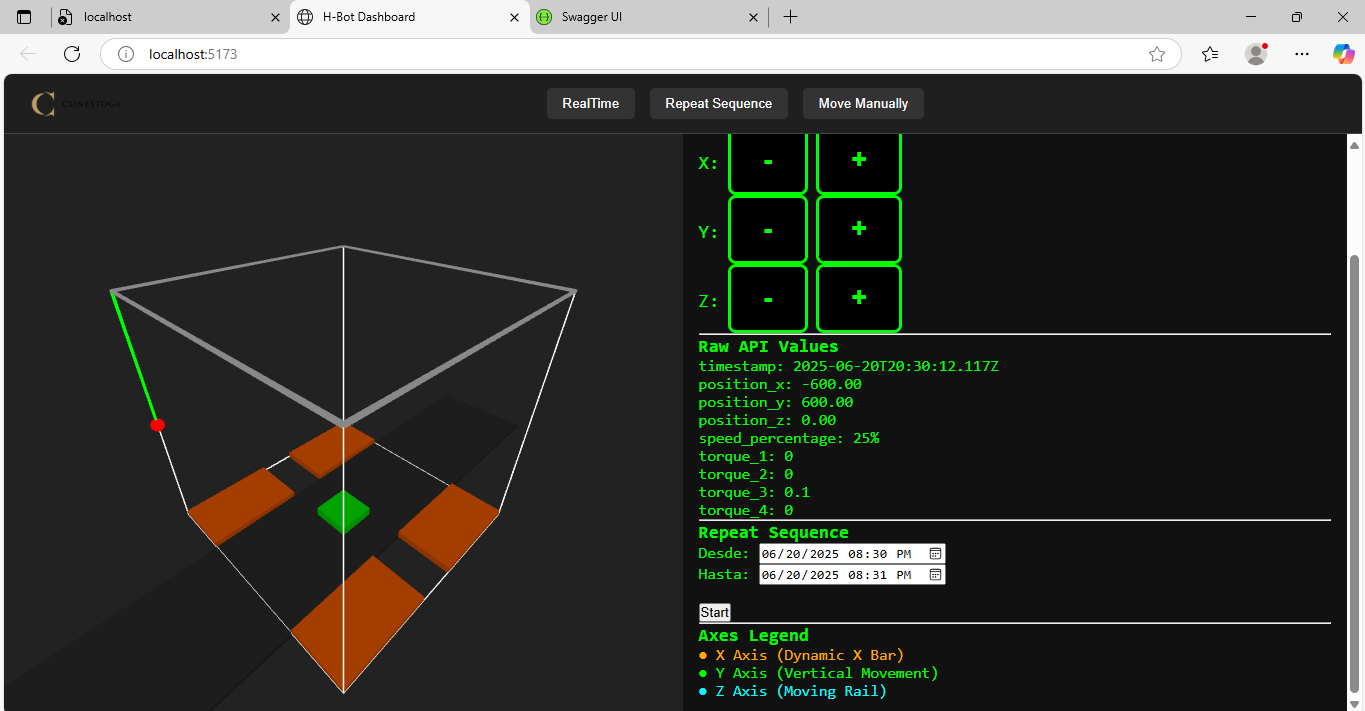 localhost
H-Bot Dashboard
Swagger UI
localhost:5173
CONESTOGA
RealTime
Repeat Sequence
Move Manually
X: - +
Y: - +
Z: - +
Raw API Values
timestamp: 2025-06-20T20:30:12.117Z
position_x: -600.00
position_y: 600.00
position_z: 0.00
speed_percentage: 25%
torque_1: 0
torque_2: 0
torque_3: 0.1
torque_4: 0
Repeat Sequence
Desde: 06/20/2025 08:30 PM
Hasta: 06/20/2025 08:31 PM
Start
Axes Legend
● X Axis (Dynamic X Bar)
● Y Axis (Vertical Movement)
● Z Axis (Moving Rail)